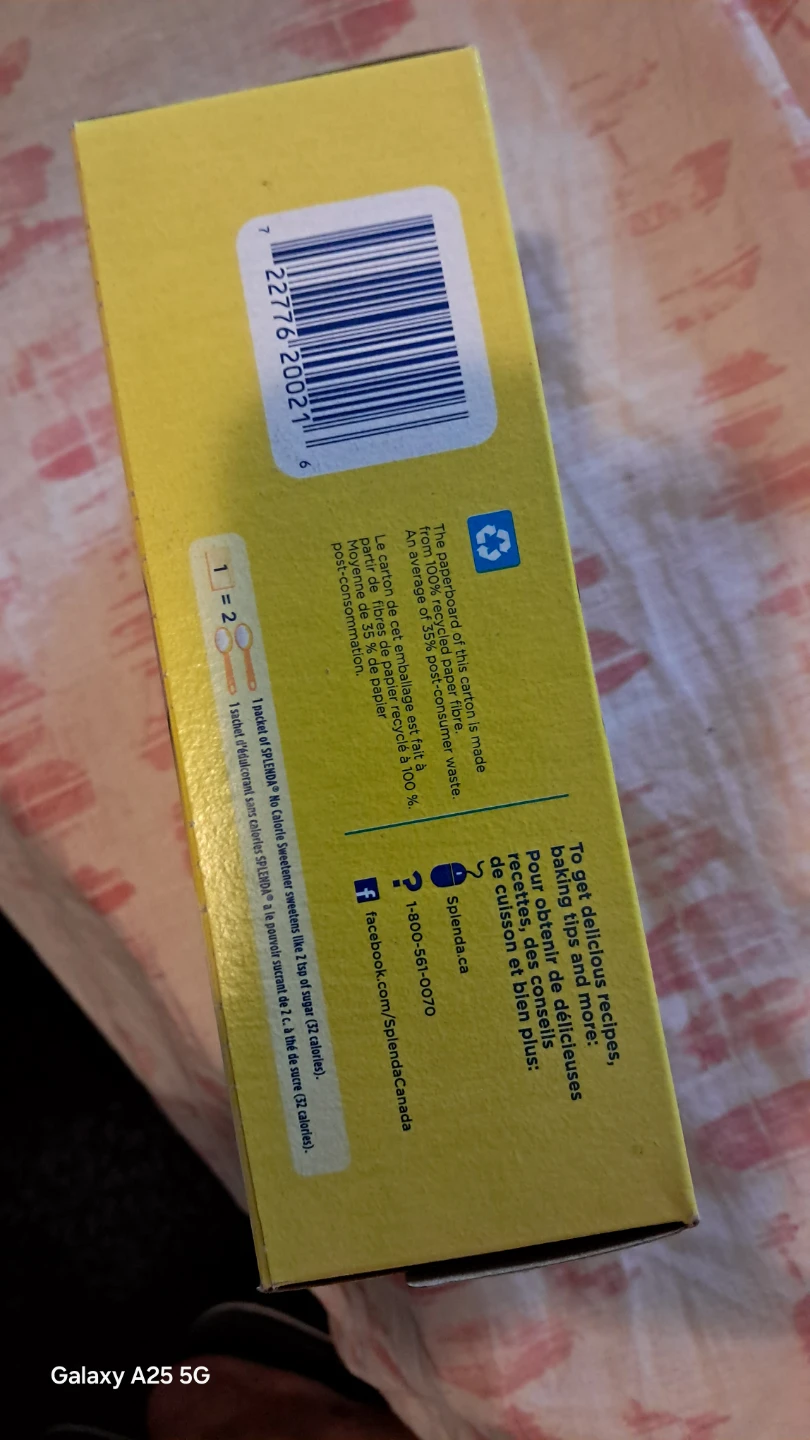 7 22776 20021 6
The paperboard of this carton is made
from 100% recycled paper fibre.
An average of 35% post-consumer waste.
Le carton de cet emballage est fait à
partir de fibres de papier recyclé à 100 %.
Moyenne de 35 % de papier
post-consommation.
To get delicious recipes,
baking tips and more:
Pour obtenir de délicieuses
recettes, des conseils
de cuisson et bien plus:
Splenda.ca
? 1-800-561-0070
f facebook.com/SplendaCanada
1 = 2
1 packet of SPLENDA® No Calorie Sweetener sweetens like 2 tsp of sugar (32 calories).
1 sachet d'édulcorant sans calories SPLENDA® a le pouvoir sucrant de 2 c. à thé de sucre (32 calories).
Galaxy A25 5G